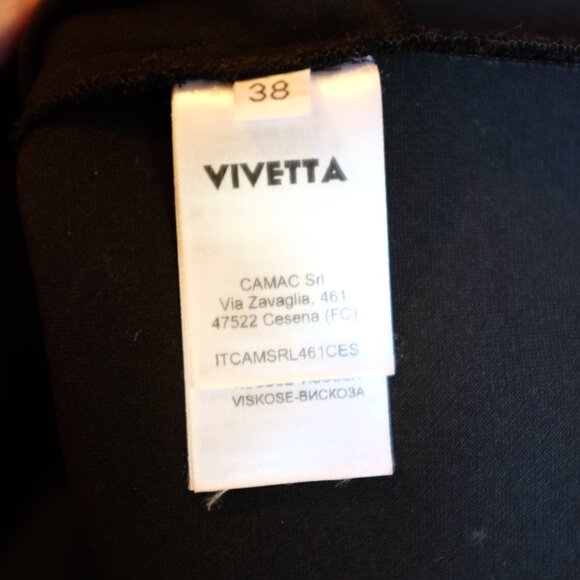 38
VIVETTA
CAMAC Srl
Via Zavaglia, 461
47522 Cesena (FC)
ITCAMSRL461CES
VISKOSE-ВИСКОЗА